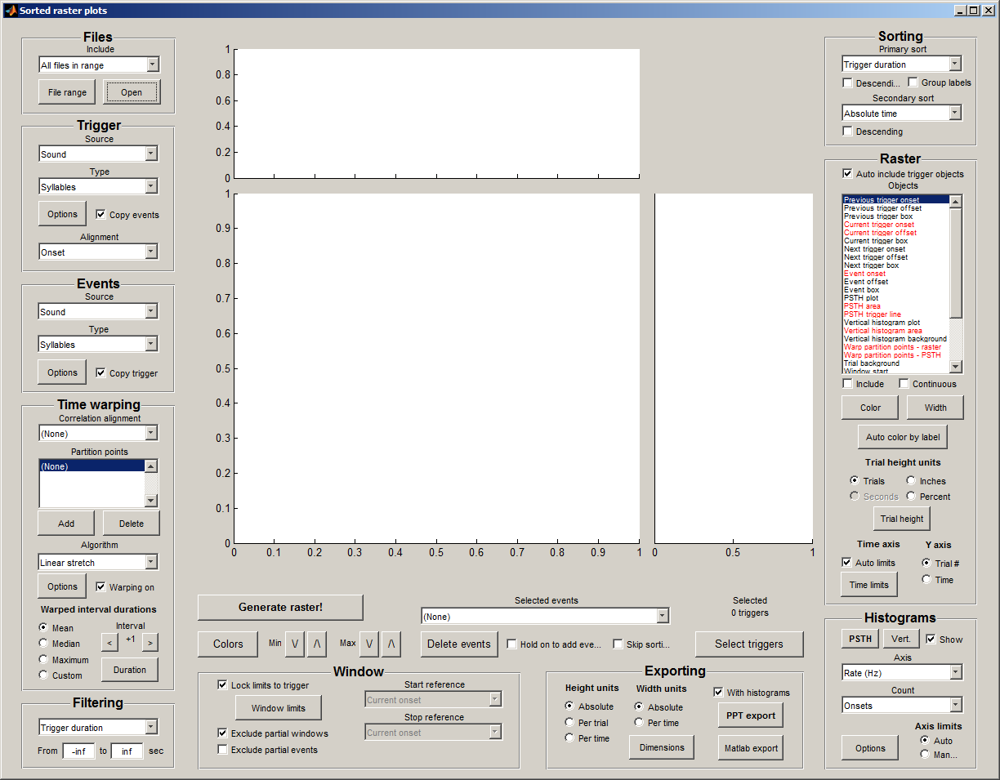 Sorted raster plots
Files
Include
All files in range
File range
Open
Trigger
Source
Sound
Type
Syllables
Options
Copy events
Alignment
Onset
Events
Source
Sound
Type
Syllables
Options
Copy trigger
Time warping
Correlation alignment
(None)
Partition points
(None)
Add
Delete
Algorithm
Linear stretch
Options
Warping on
Warped interval durations
Mean
Median
Maximum
Custom
Interval
<
+1
>
Duration
Filtering
Trigger duration
From -inf to inf sec
1
0.8
0.6
0.4
0.2
0
1
0.9
0.8
0.7
0.6
0.5
0.4
0.3
0.2
0.1
0
0 0.1 0.2 0.3 0.4 0.5 0.6 0.7 0.8 0.9 1
0 0.5 1
Generate raster!
Selected events
(None)
Selected
0 triggers
Colors
Min \/ /\
Max \/ /\
Delete events
Hold on to add eve...
Skip sorti...
Select triggers
Window
Lock limits to trigger
Window limits
Exclude partial windows
Exclude partial events
Start reference
Current onset
Stop reference
Current onset
Exporting
Height units
Absolute
Per trial
Per time
Width units
Absolute
Per time
Dimensions
With histograms
PPT export
Matlab export
Sorting
Primary sort
Trigger duration
Descendi...
Group labels
Secondary sort
Absolute time
Descending
Raster
Auto include trigger objects
Objects
Previous trigger onset
Previous trigger offset
Previous trigger box
Current trigger onset
Current trigger offset
Current trigger box
Next trigger onset
Next trigger offset
Next trigger box
Event onset
Event offset
Event box
PSTH plot
PSTH area
PSTH trigger line
Vertical histogram plot
Vertical histogram area
Vertical histogram background
Warp partition points - raster
Warp partition points - PSTH
Trial background
Window start
Include
Continuous
Color
Width
Auto color by label
Trial height units
Trials
Inches
Seconds
Percent
Trial height
Time axis
Auto limits
Time limits
Y axis
Trial #
Time
Histograms
PSTH
Vert.
Show
Axis
Rate (Hz)
Count
Onsets
Options
Axis limits
Auto
Man...